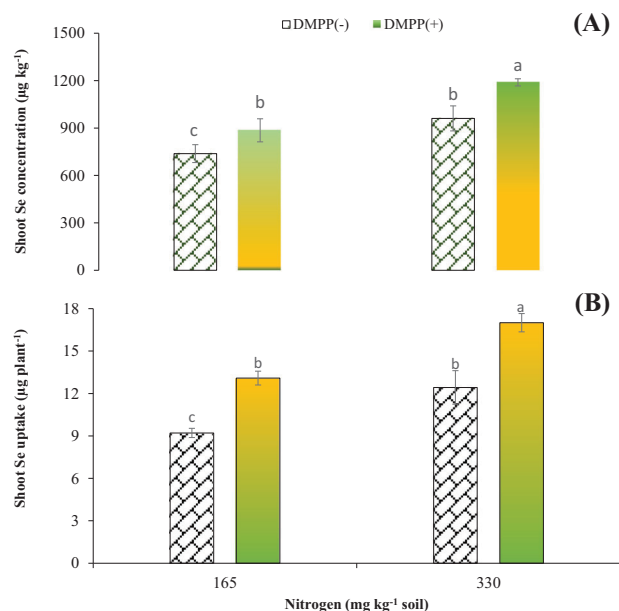 DMPP(-) DMPP(+)
(A)
Shoot Se concentration (µg kg⁻¹)
1500
1200
900
600
300
0
c
b
b
a
(B)
Shoot Se uptake (µg plant⁻¹)
18
15
12
9
6
3
0
c
b
b
a
165 330
Nitrogen (mg kg⁻¹ soil)